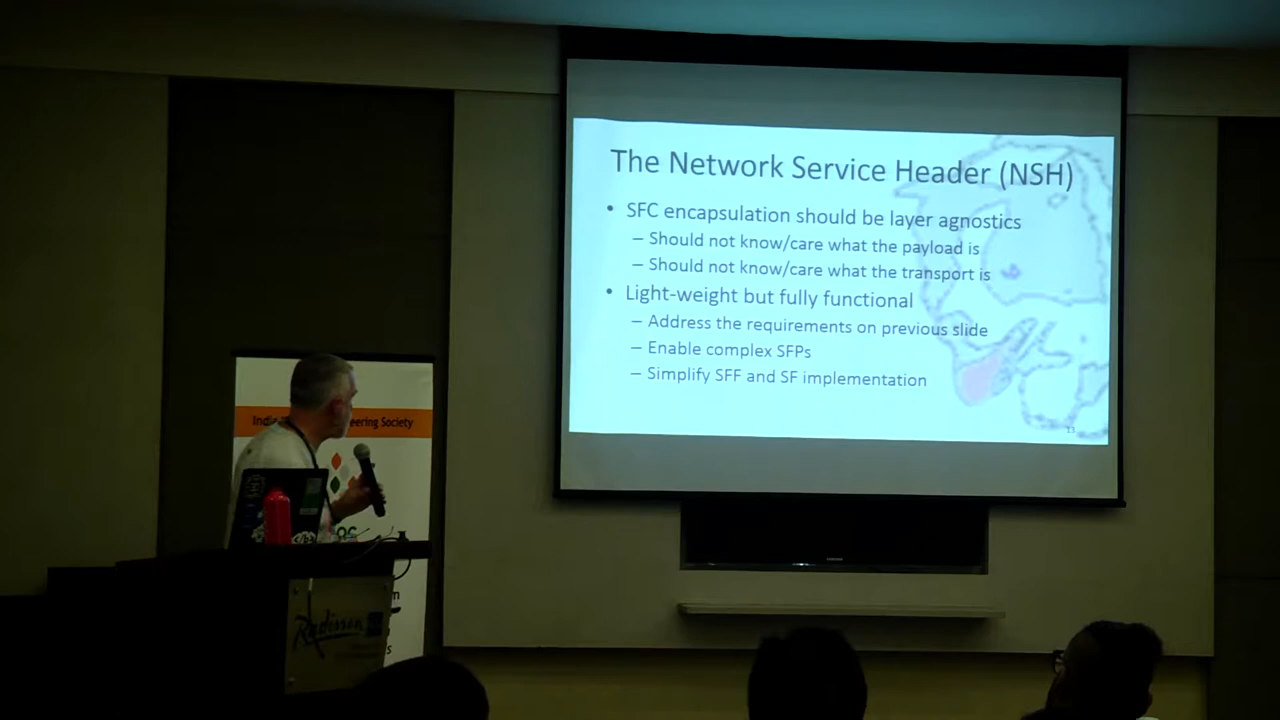 The Network Service Header (NSH)
• SFC encapsulation should be layer agnostics
– Should not know/care what the payload is
– Should not know/care what the transport is
• Light-weight but fully functional
– Address the requirements on previous slide
– Enable complex SFPs
– Simplify SFF and SF implementation
13
eering Society
Radisson